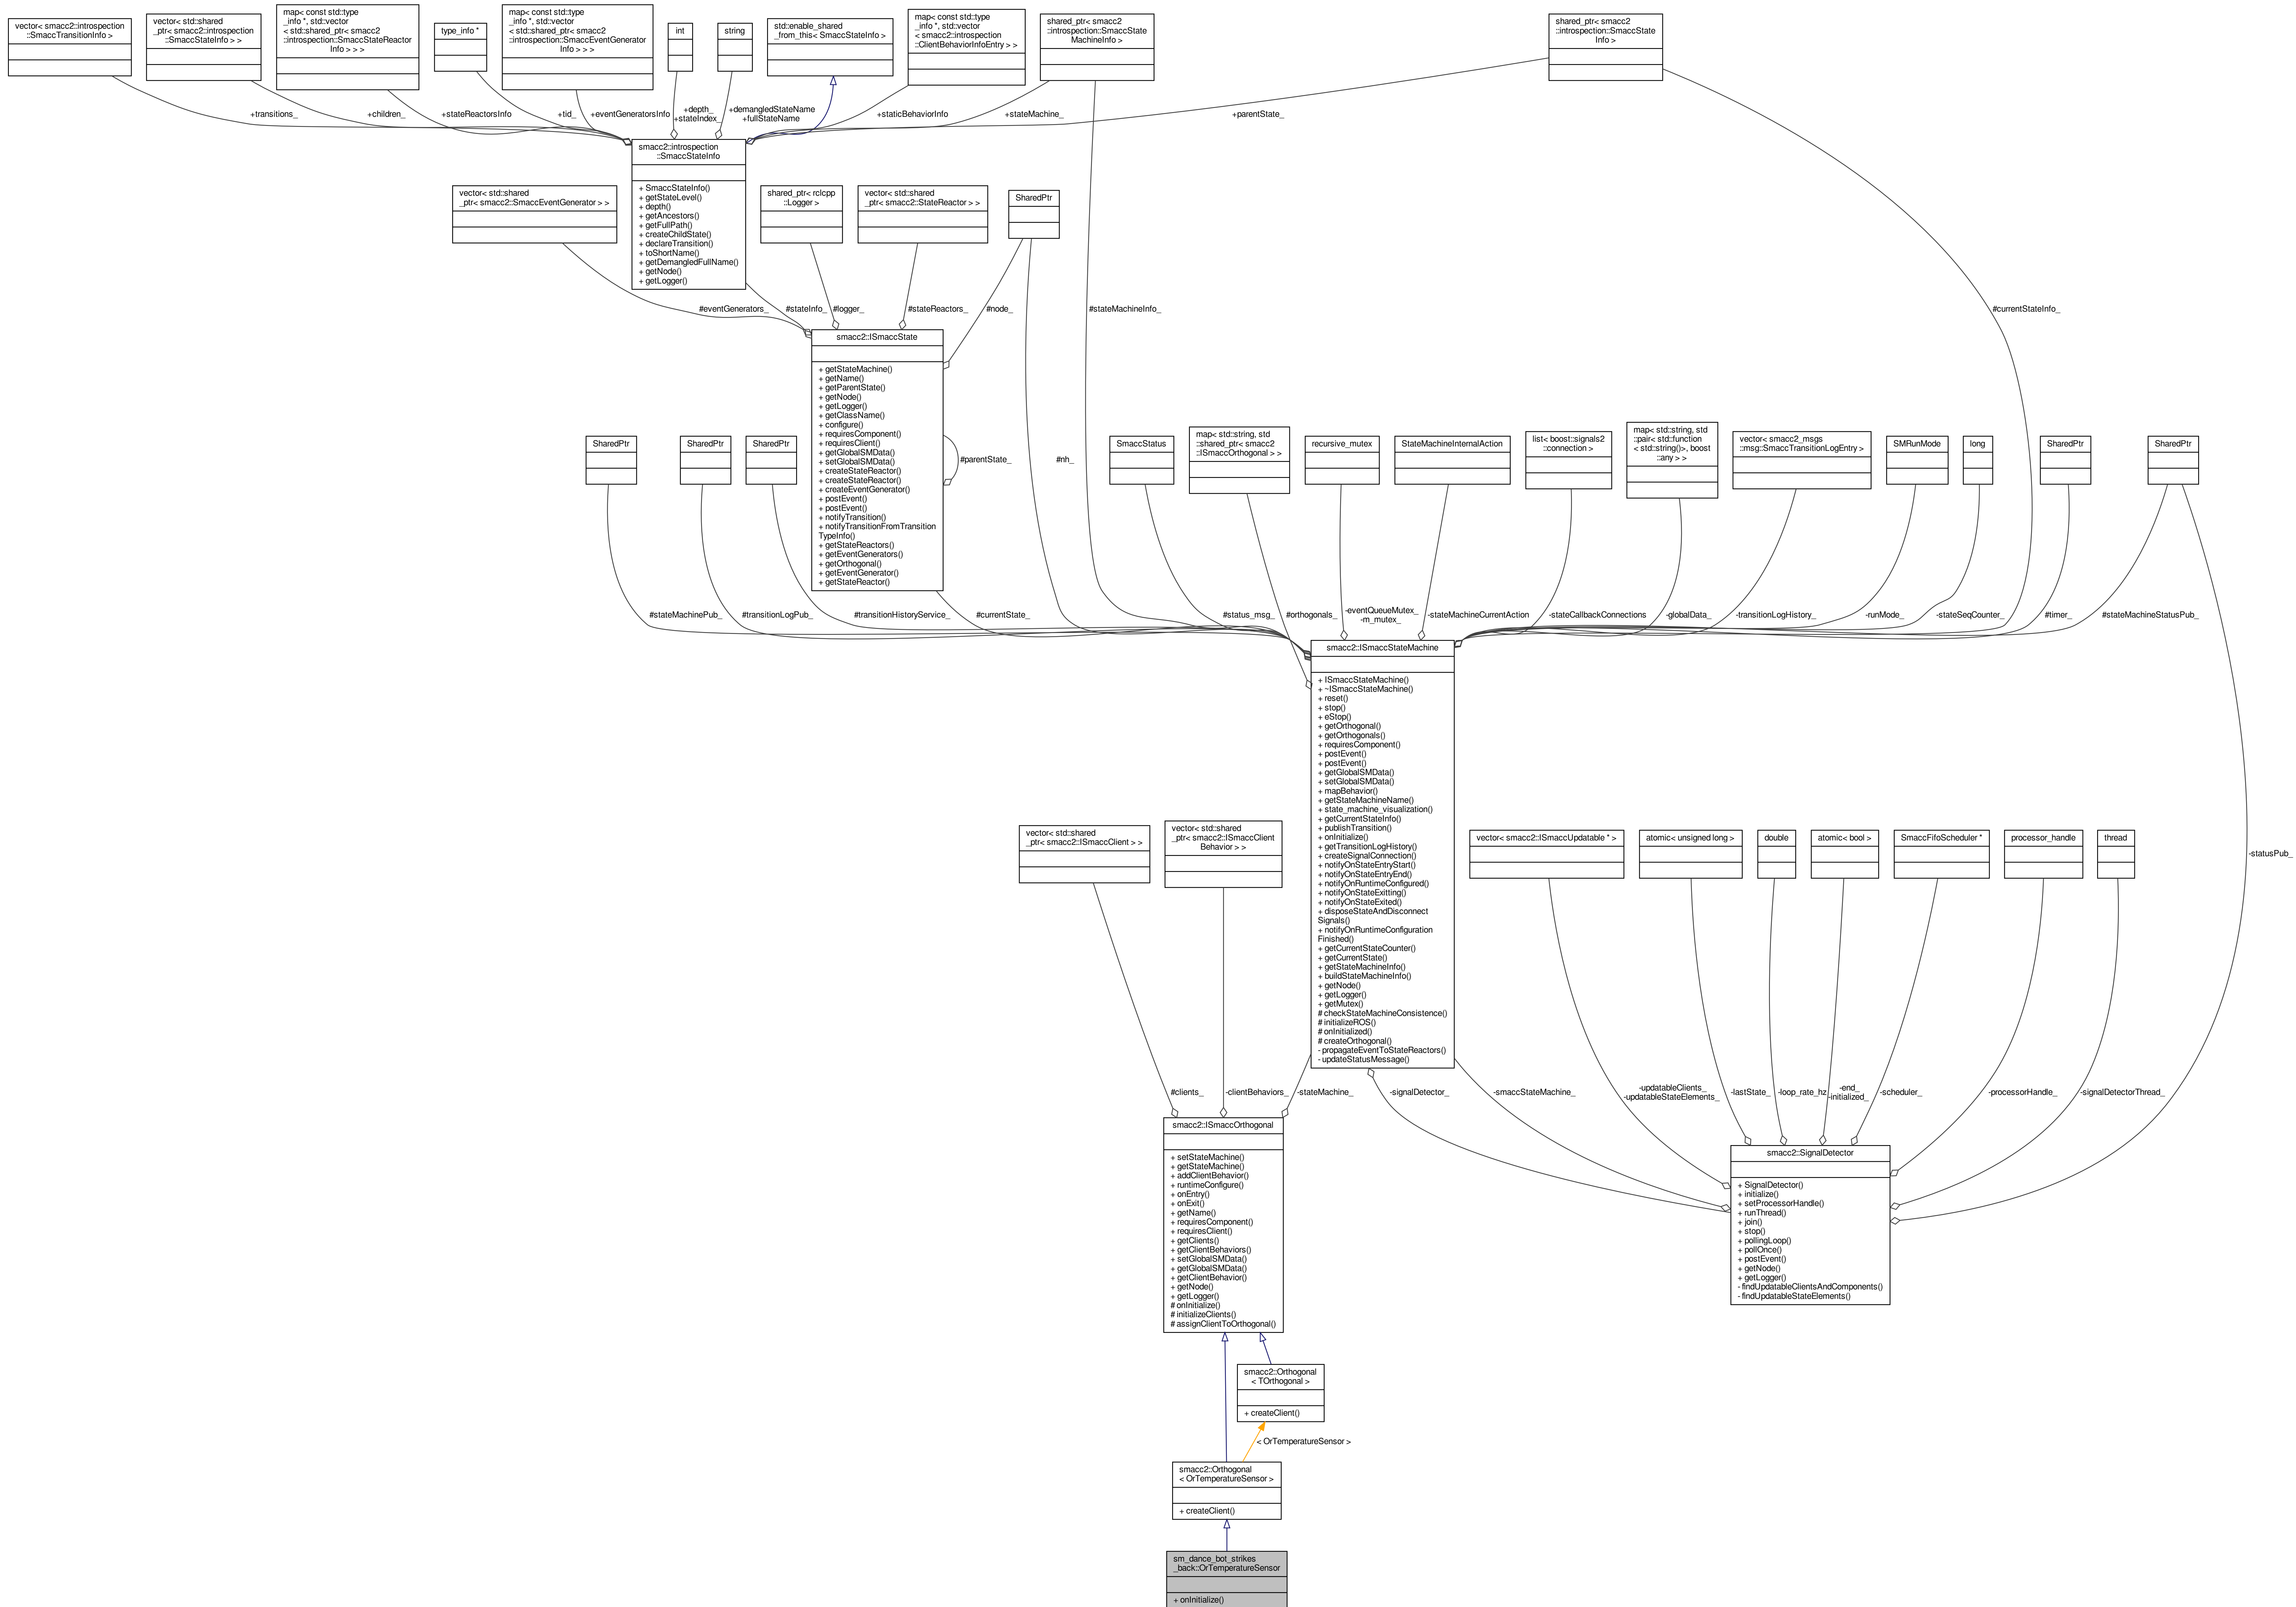 vector< smacc2::introspection
::SmaccTransitionInfo >
vector< std::shared
_ptr< smacc2::introspection
::SmaccStateInfo > >
map< const std::type
_info *, std::vector
< std::shared_ptr< smacc2
::introspection::SmaccStateReactor
Info > > >
type_info *
map< const std::type
_info *, std::vector
< std::shared_ptr< smacc2
::introspection::SmaccEventGenerator
Info > > >
int
string
std::enable_shared
_from_this< SmaccStateInfo >
map< const std::type
_info *, std::vector
< smacc2::introspection
::ClientBehaviorInfoEntry > >
shared_ptr< smacc2
::introspection::SmaccState
MachineInfo >
shared_ptr< smacc2
::introspection::SmaccState
Info >
+transitions_
+children_
+stateReactorsInfo
+tid_
+eventGeneratorsInfo
+depth_
+stateIndex_
+demangledStateName
+fullStateName
+staticBehaviorInfo
+stateMachine_
+parentState_
smacc2::introspection
::SmaccStateInfo
+ SmaccStateInfo()
+ getStateLevel()
+ depth()
+ getAncestors()
+ getFullPath()
+ createChildState()
+ declareTransition()
+ toShortName()
+ getDemangledFullName()
+ getNode()
+ getLogger()
vector< std::shared
_ptr< smacc2::SmaccEventGenerator > >
shared_ptr< rclcpp
::Logger >
vector< std::shared
_ptr< smacc2::StateReactor > >
SharedPtr
#eventGenerators_
#stateInfo_
#logger_
#stateReactors_
#node_
#stateMachineInfo_
#currentStateInfo_
smacc2::ISmaccState
+ getStateMachine()
+ getName()
+ getParentState()
+ getNode()
+ getLogger()
+ getClassName()
+ configure()
+ requiresComponent()
+ requiresClient()
+ getGlobalSMData()
+ setGlobalSMData()
+ createStateReactor()
+ createStateReactor()
+ createEventGenerator()
+ postEvent()
+ postEvent()
+ notifyTransition()
+ notifyTransitionFromTransition
TypeInfo()
+ getStateReactors()
+ getEventGenerators()
+ getOrthogonal()
+ getEventGenerator()
+ getStateReactor()
#parentState_
#nh_
SharedPtr
SharedPtr
SharedPtr
SmaccStatus
map< std::string, std
::shared_ptr< smacc2
::ISmaccOrthogonal > >
recursive_mutex
StateMachineInternalAction
list< boost::signals2
::connection >
map< std::string, std
::pair< std::function
< std::string()>, boost
::any > >
vector< smacc2_msgs
::msg::SmaccTransitionLogEntry >
SMRunMode
long
SharedPtr
SharedPtr
#stateMachinePub_
#transitionLogPub_
#transitionHistoryService_
#currentState_
#status_msg_
#orthogonals_
-eventQueueMutex_
-m_mutex_
-stateMachineCurrentAction
-stateCallbackConnections
-globalData_
-transitionLogHistory_
-runMode_
-stateSeqCounter_
#timer_
#stateMachineStatusPub_
smacc2::ISmaccStateMachine
+ ISmaccStateMachine()
+ ~ISmaccStateMachine()
+ reset()
+ stop()
+ eStop()
+ getOrthogonal()
+ getOrthogonals()
+ requiresComponent()
+ postEvent()
+ postEvent()
+ getGlobalSMData()
+ setGlobalSMData()
+ mapBehavior()
+ getStateMachineName()
+ state_machine_visualization()
+ getCurrentStateInfo()
+ publishTransition()
+ onInitialize()
+ getTransitionLogHistory()
+ createSignalConnection()
+ notifyOnStateEntryStart()
+ notifyOnStateEntryEnd()
+ notifyOnRuntimeConfigured()
+ notifyOnStateExitting()
+ notifyOnStateExited()
+ disposeStateAndDisconnect
Signals()
+ notifyOnRuntimeConfiguration
Finished()
+ getCurrentStateCounter()
+ getCurrentState()
+ getStateMachineInfo()
+ buildStateMachineInfo()
+ getNode()
+ getLogger()
+ getMutex()
# checkStateMachineConsistence()
# initializeROS()
# onInitialized()
# createOrthogonal()
- propagateEventToStateReactors()
- updateStatusMessage()
vector< std::shared
_ptr< smacc2::ISmaccClient > >
vector< std::shared
_ptr< smacc2::ISmaccClient
Behavior > >
vector< smacc2::ISmaccUpdatable * >
atomic< unsigned long >
double
atomic< bool >
SmaccFifoScheduler *
processor_handle
thread
-statusPub_
#clients_
-clientBehaviors_
-stateMachine_
-signalDetector_
-smaccStateMachine_
-updatableClients_
-updatableStateElements_
-lastState_
-loop_rate_hz
-end_
-initialized_
-scheduler_
-processorHandle_
-signalDetectorThread_
smacc2::ISmaccOrthogonal
+ setStateMachine()
+ getStateMachine()
+ addClientBehavior()
+ runtimeConfigure()
+ onEntry()
+ onExit()
+ getName()
+ requiresComponent()
+ requiresClient()
+ getClients()
+ getClientBehaviors()
+ setGlobalSMData()
+ getGlobalSMData()
+ getClientBehavior()
+ getNode()
+ getLogger()
# onInitialize()
# initializeClients()
# assignClientToOrthogonal()
smacc2::SignalDetector
+ SignalDetector()
+ initialize()
+ setProcessorHandle()
+ runThread()
+ join()
+ stop()
+ pollingLoop()
+ pollOnce()
+ postEvent()
+ getNode()
+ getLogger()
- findUpdatableClientsAndComponents()
- findUpdatableStateElements()
smacc2::Orthogonal
< TOrthogonal >
+ createClient()
< OrTemperatureSensor >
smacc2::Orthogonal
< OrTemperatureSensor >
+ createClient()
sm_dance_bot_strikes
_back::OrTemperatureSensor
+ onInitialize()